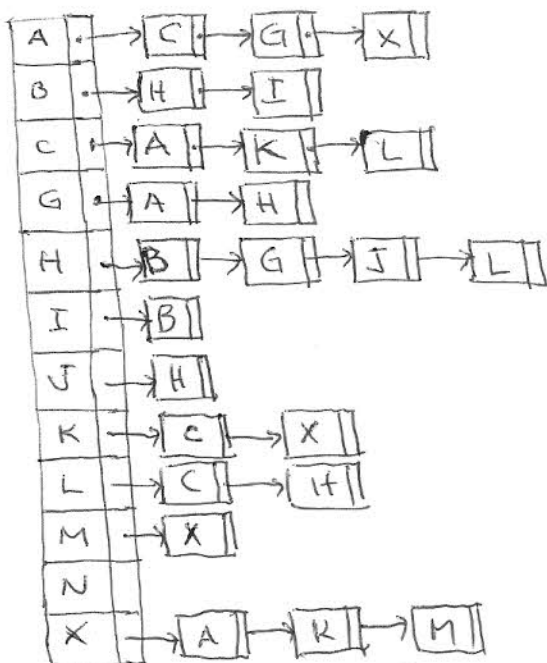 A C G X
B H I
C A K L
G A H
H B G J L
I B
J H
K C X
L C H
M X
N
X A K M